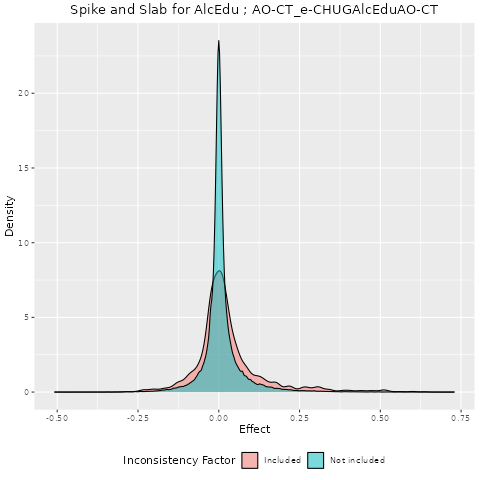 Spike and Slab for AlcEdu ; AO-CT_e-CHUGAlcEduAO-CT
Density
20
15
10
5
0
-0.50 -0.25 0.00 0.25 0.50 0.75
Effect
Inconsistency Factor Included Not included